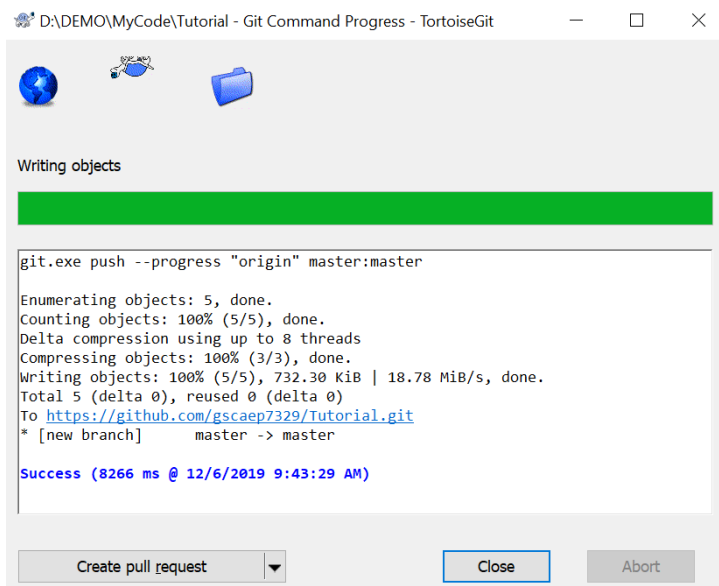 D:\DEMO\MyCode\Tutorial - Git Command Progress - TortoiseGit
Writing objects
git.exe push --progress "origin" master:master
Enumerating objects: 5, done.
Counting objects: 100% (5/5), done.
Delta compression using up to 8 threads
Compressing objects: 100% (3/3), done.
Writing objects: 100% (5/5), 732.30 KiB | 18.78 MiB/s, done.
Total 5 (delta 0), reused 0 (delta 0)
To https://github.com/gscaep7329/Tutorial.git
* [new branch]      master -> master
Success (8266 ms @ 12/6/2019 9:43:29 AM)
Create pull request
Close
Abort